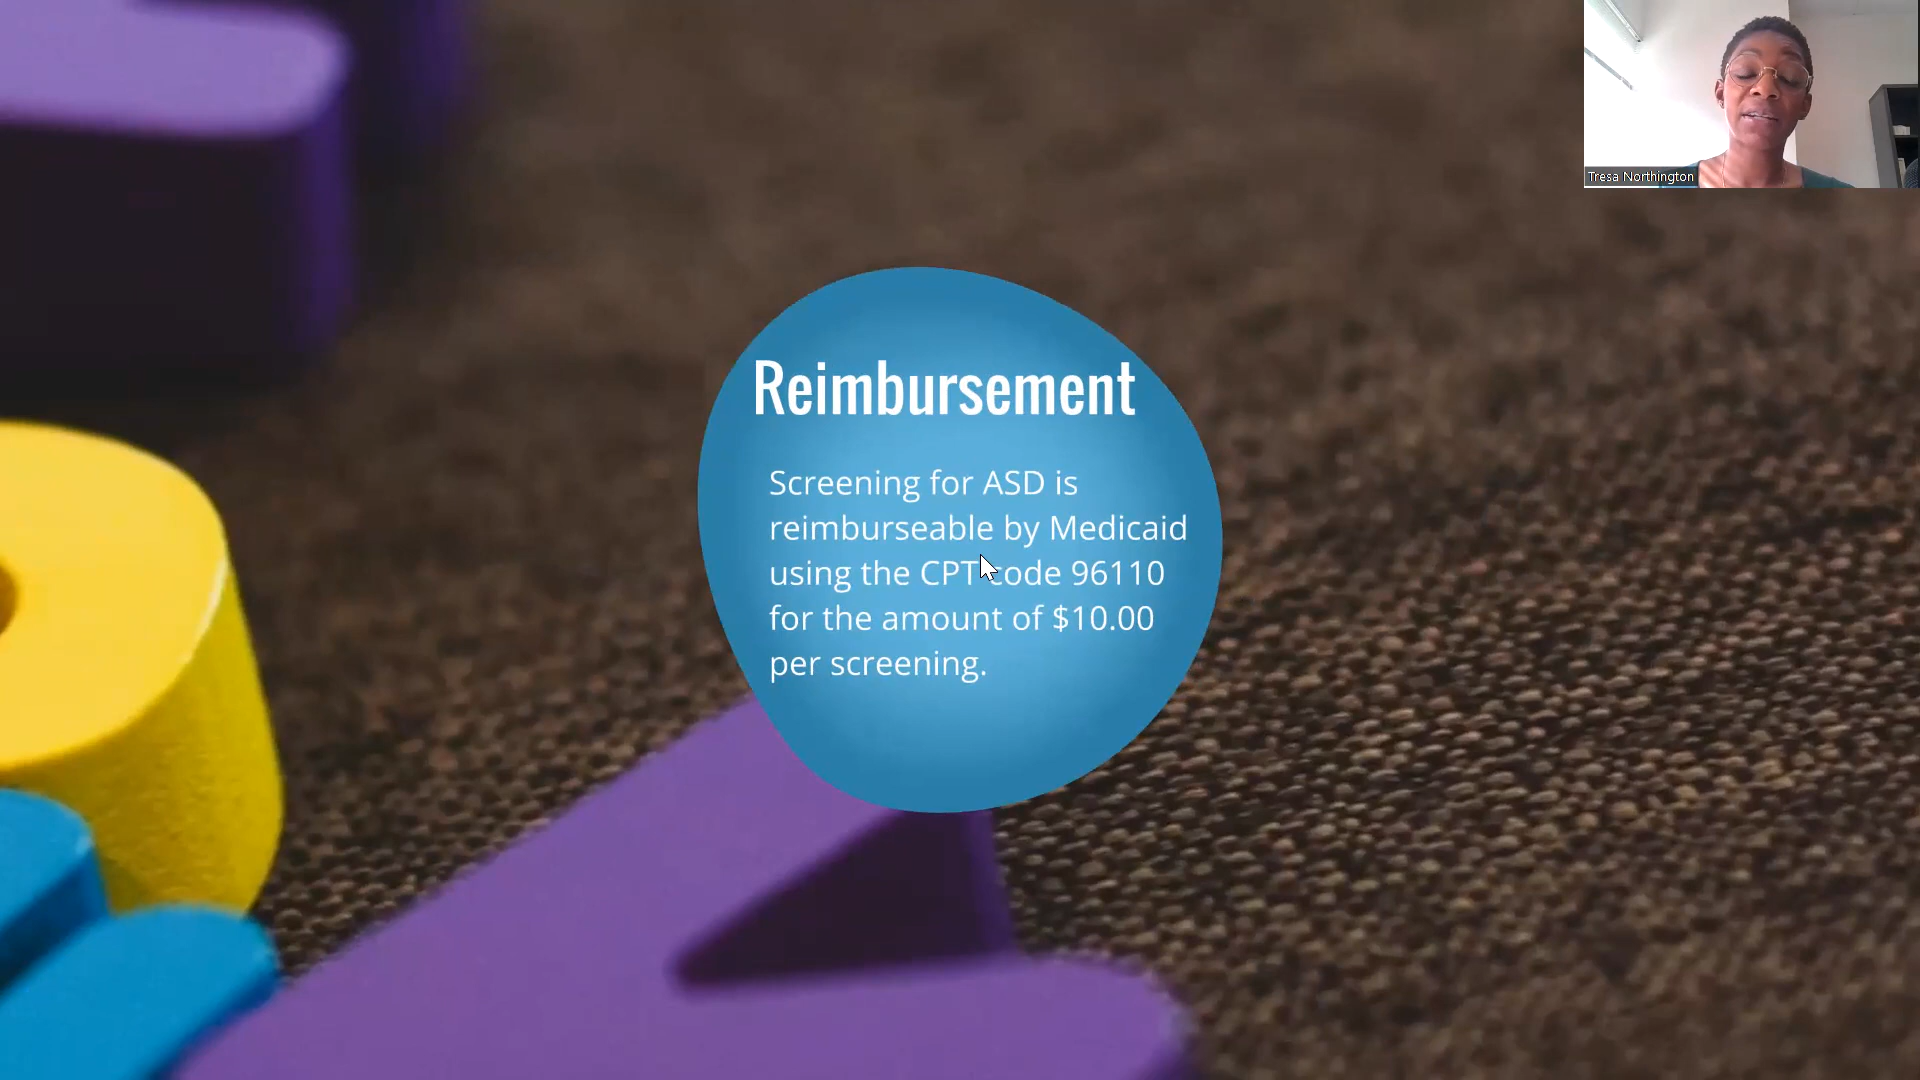 Tresa Northington
Reimbursement
Screening for ASD is
reimburseable by Medicaid
using the CPT code 96110
for the amount of $10.00
per screening.